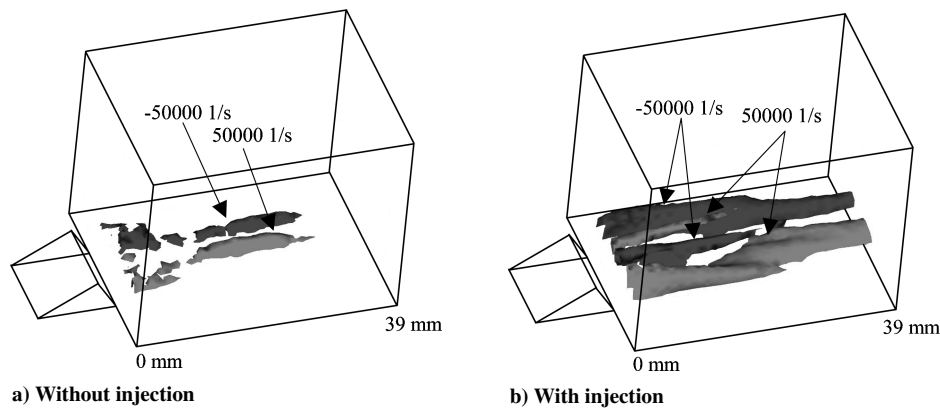 -50000 1/s
50000 1/s
39 mm
0 mm
a) Without injection
-50000 1/s
50000 1/s
39 mm
0 mm
b) With injection